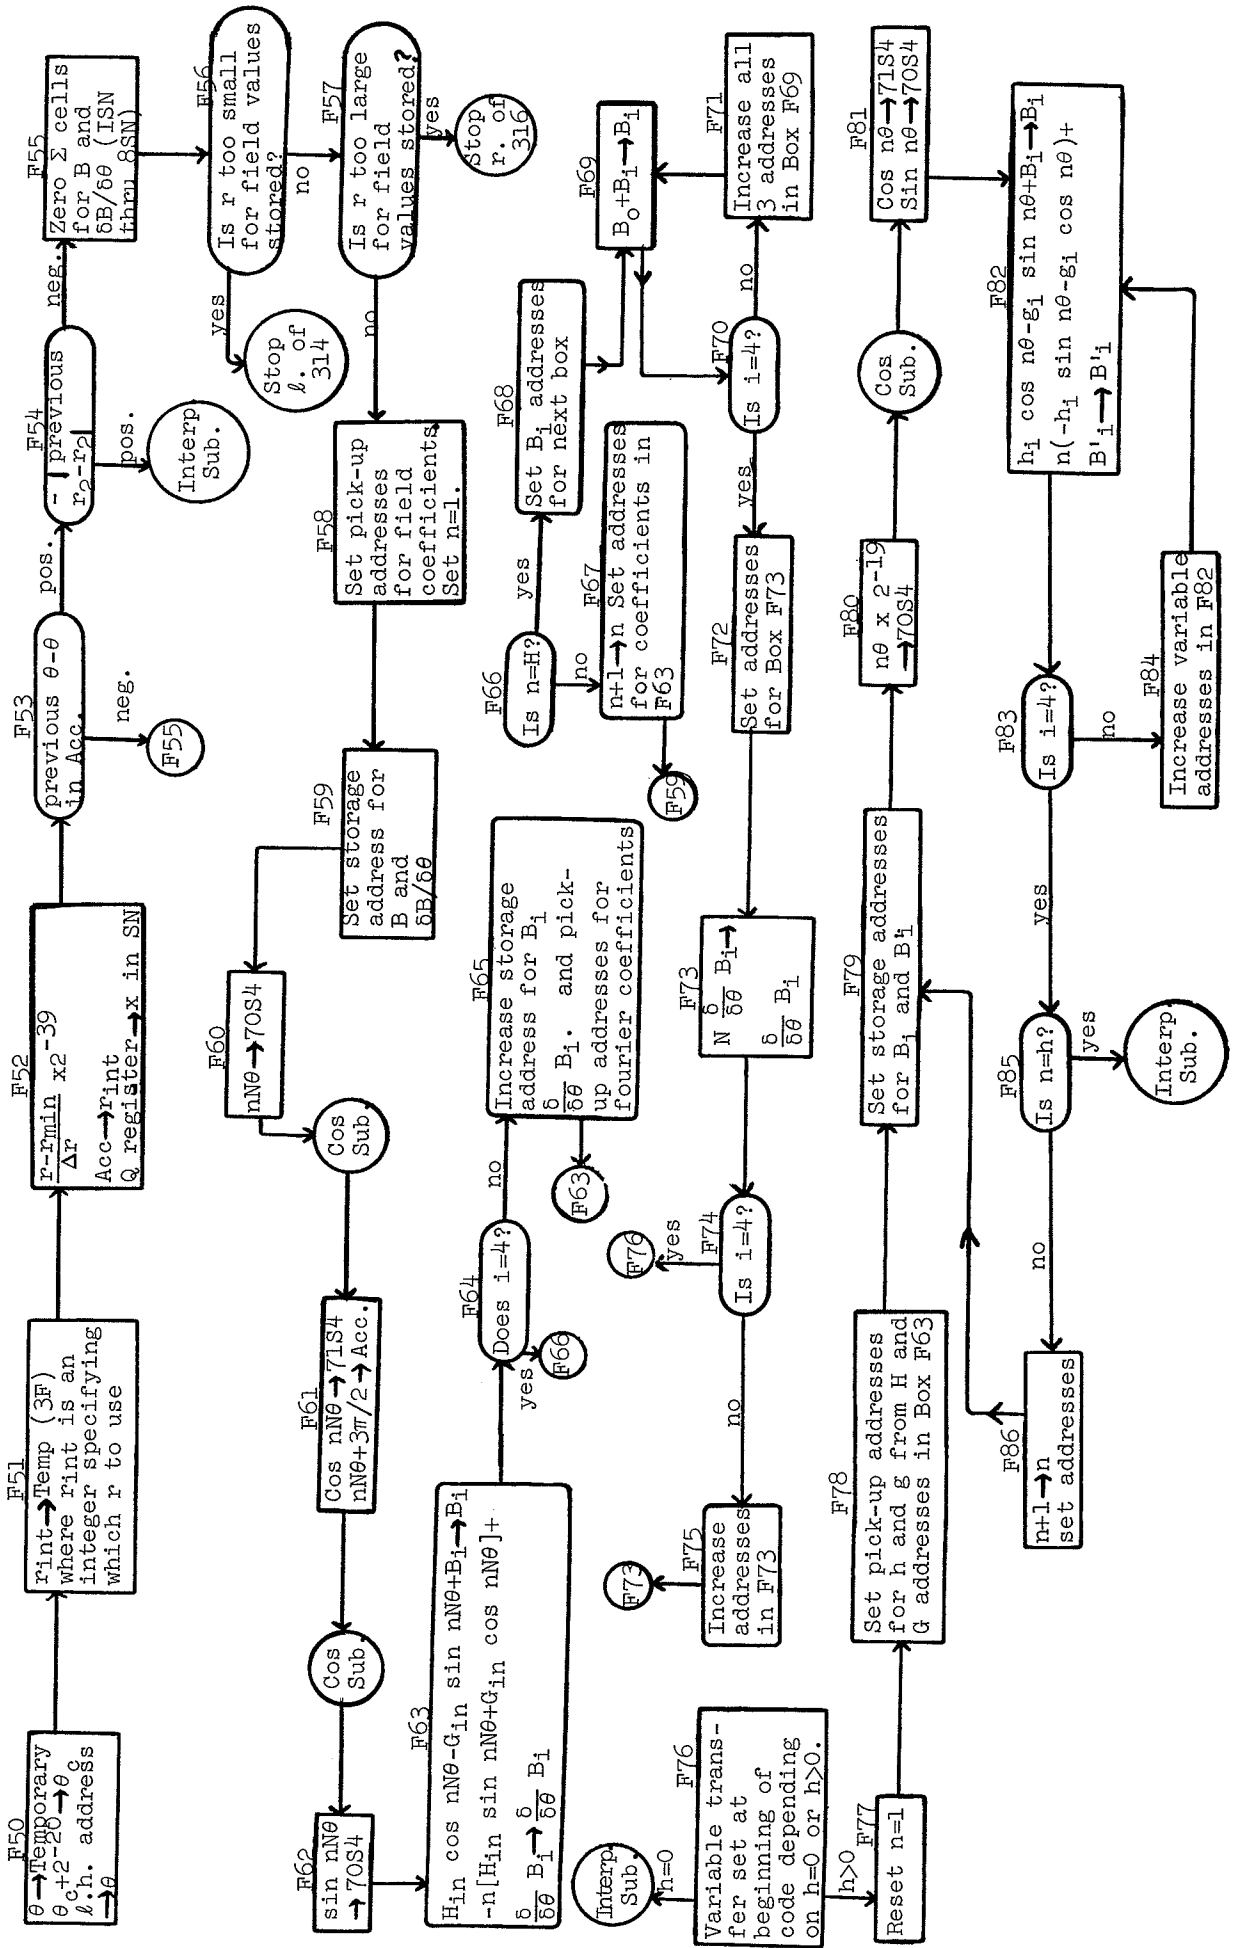 F50
θ→Temporary
θc+2-20→θc
l.h. address
→θ
F51
rint→Temp (3F)
where rint is an
integer specifying
which r to use
F52
r-rmin x2-39
Δr
Acc→rint
Q register→x in SN
F53
previous θ-θ
in Acc.
neg.
F55
pos.
F54
-|previous
r2-r2|
pos.
Interp
Sub.
neg.
F55
Zero Σ cells
for B and
δB/δθ (ISN
thru 8SN)
F56
Is r too small
for field values
stored?
yes
Stop
l. of
314
no
F57
Is r too large
for field
values stored?
yes
Stop
r. of
316
no
F58
Set pick-up
addresses
for field
coefficients.
Set n=1.
F59
Set storage
address for
B and
δB/δθ
F60
nNθ→70S4
Cos
Sub.
F61
Cos nNθ→71S4
nNθ+3π/2→Acc.
Cos
Sub.
F62
sin nNθ
→70S4
F63
Hin cos nNθ-Gin sin nNθ+Bi→Bi
-n[Hin sin nNθ+Gin cos nNθ]+
δ/δθ Bi→δ/δθ Bi
F64
Does i=4?
yes
F66
no
F65
Increase storage
address for Bi
δ/δθ Bi. and pick-
up addresses for
fourier coefficients
F63
F66
Is n=H?
yes
no
F67
n+1→n Set addresses
for coefficients in
F63
F59
F68
Set Bi addresses
for next box
F69
B0+Bi→Bi
F70
Is i=4?
no
F71
Increase all
3 addresses
in Box F69
yes
F72
Set addresses
for Box F73
F73
N δ/δθ Bi→
δ/δθ Bi
F74
Is i=4?
yes
F76
no
F75
Increase
addresses
in F73
F73
F76
Variable trans-
fer set at
beginning of
code depending
on h=0 or h>0.
h=0
Interp.
Sub.
h>0
F77
Reset n=1
F78
Set pick-up addresses
for h and g from H and
G addresses in Box F63
F79
Set storage addresses
for Bi and B'i
F80
nθ x 2-19
→70S4
Cos
Sub.
F81
Cos nθ→71S4
Sin nθ→70S4
F82
hi cos nθ-gi sin nθ+Bi→Bi
n(-hi sin nθ-gi cos nθ)+
B'i→B'i
F83
Is i=4?
no
F84
Increase variable
addresses in F82
yes
F85
Is n=h?
yes
Interp.
Sub.
no
F86
n+1→n
set addresses